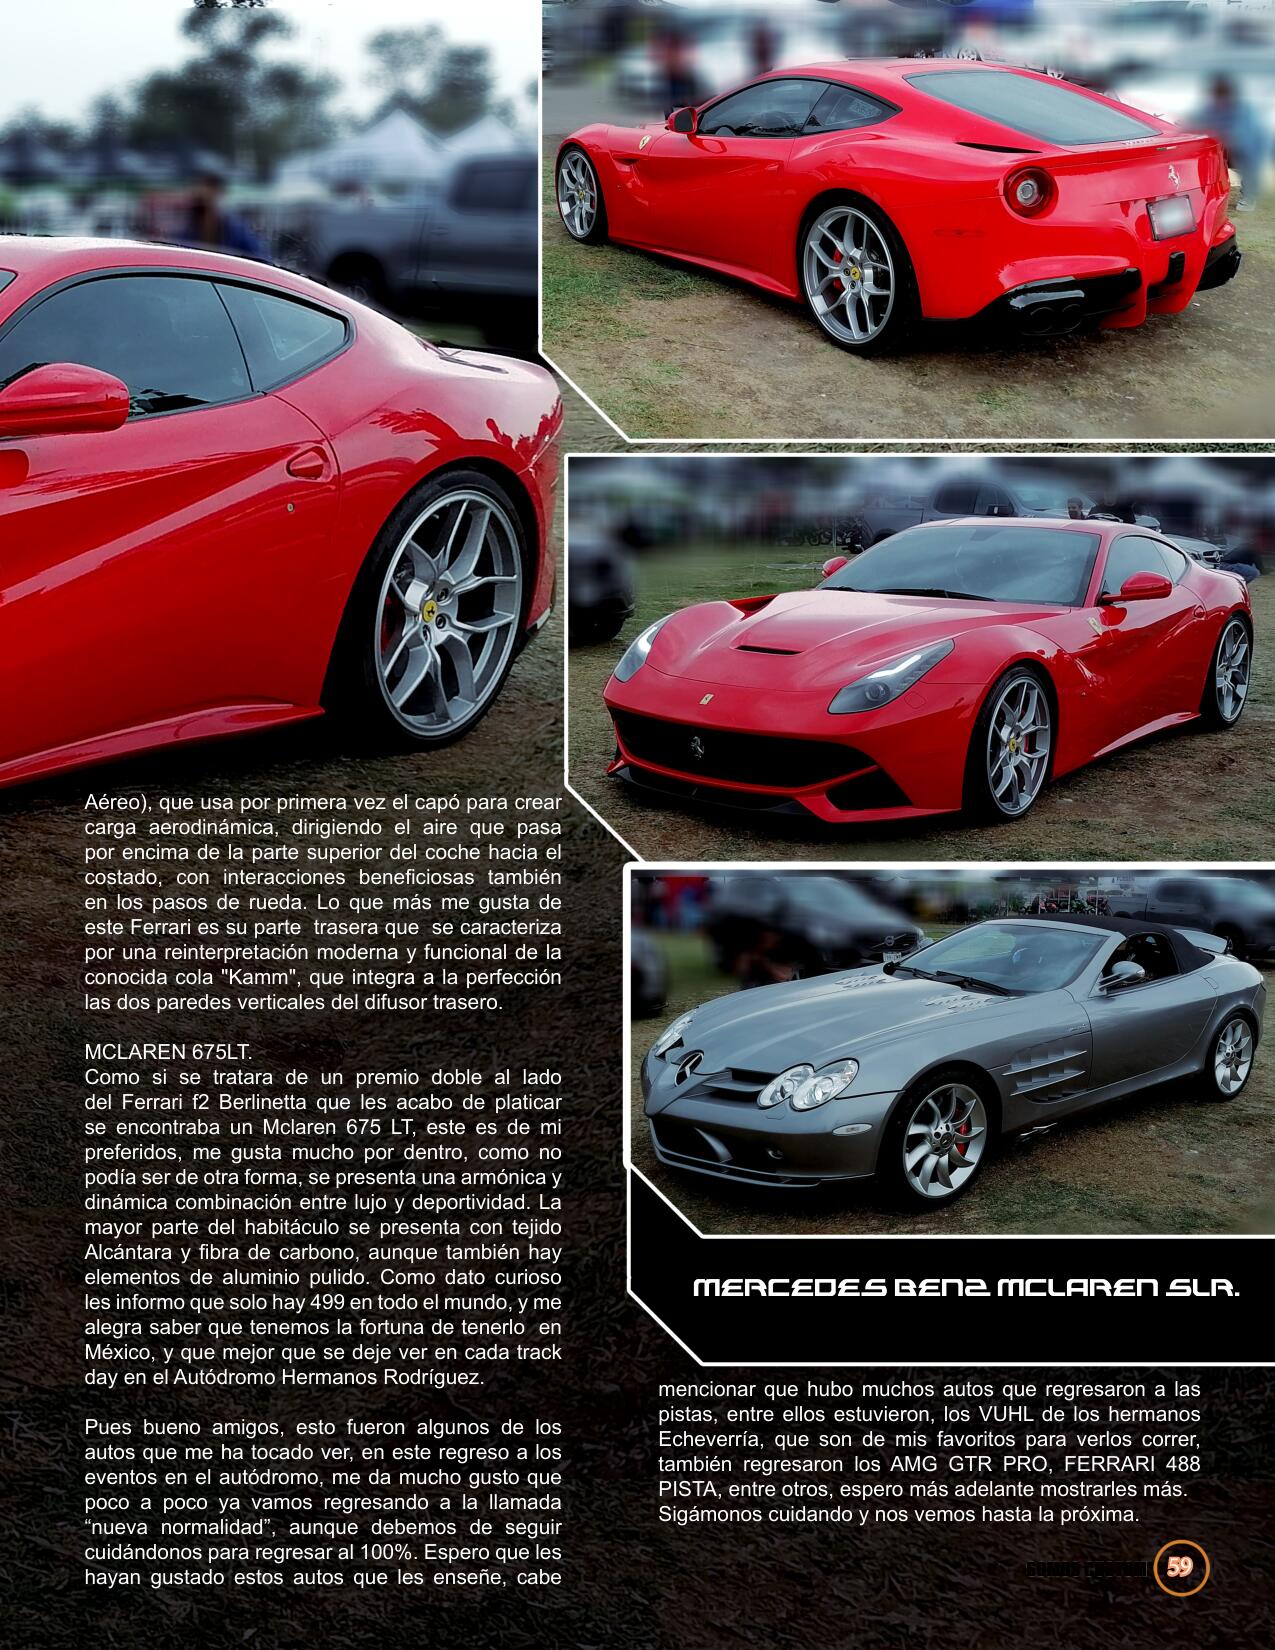 Aéreo), que usa por primera vez el capó para crear
carga aerodinámica, dirigiendo el aire que pasa
por encima de la parte superior del coche hacia el
costado, con interacciones beneficiosas también
en los pasos de rueda. Lo que más me gusta de
este Ferrari es su parte trasera que se caracteriza
por una reinterpretación moderna y funcional de la
conocida cola "Kamm", que integra a la perfección
las dos paredes verticales del difusor trasero.
MCLAREN 675LT.
Como si se tratara de un premio doble al lado
del Ferrari f2 Berlinetta que les acabo de platicar
se encontraba un Mclaren 675 LT, este es de mi
preferidos, me gusta mucho por dentro, como no
podía ser de otra forma, se presenta una armónica y
dinámica combinación entre lujo y deportividad. La
mayor parte del habitáculo se presenta con tejido
Alcántara y fibra de carbono, aunque también hay
elementos de aluminio pulido. Como dato curioso
les informo que solo hay 499 en todo el mundo, y me
alegra saber que tenemos la fortuna de tenerlo en
México, y que mejor que se deje ver en cada track
day en el Autódromo Hermanos Rodríguez.
Pues bueno amigos, esto fueron algunos de los
autos que me ha tocado ver, en este regreso a los
eventos en el autódromo, me da mucho gusto que
poco a poco ya vamos regresando a la llamada
“nueva normalidad”, aunque debemos de seguir
cuidándonos para regresar al 100%. Espero que les
hayan gustado estos autos que les enseñe, cabe
MERCEDES BENZ MCLAREN SLR.
mencionar que hubo muchos autos que regresaron a las
pistas, entre ellos estuvieron, los VUHL de los hermanos
Echeverría, que son de mis favoritos para verlos correr,
también regresaron los AMG GTR PRO, FERRARI 488
PISTA, entre otros, espero más adelante mostrarles más.
Sigámonos cuidando y nos vemos hasta la próxima.
59